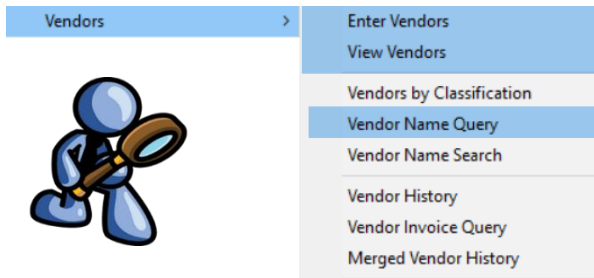 Vendors >
Enter Vendors
View Vendors
Vendors by Classification
Vendor Name Query
Vendor Name Search
Vendor History
Vendor Invoice Query
Merged Vendor History